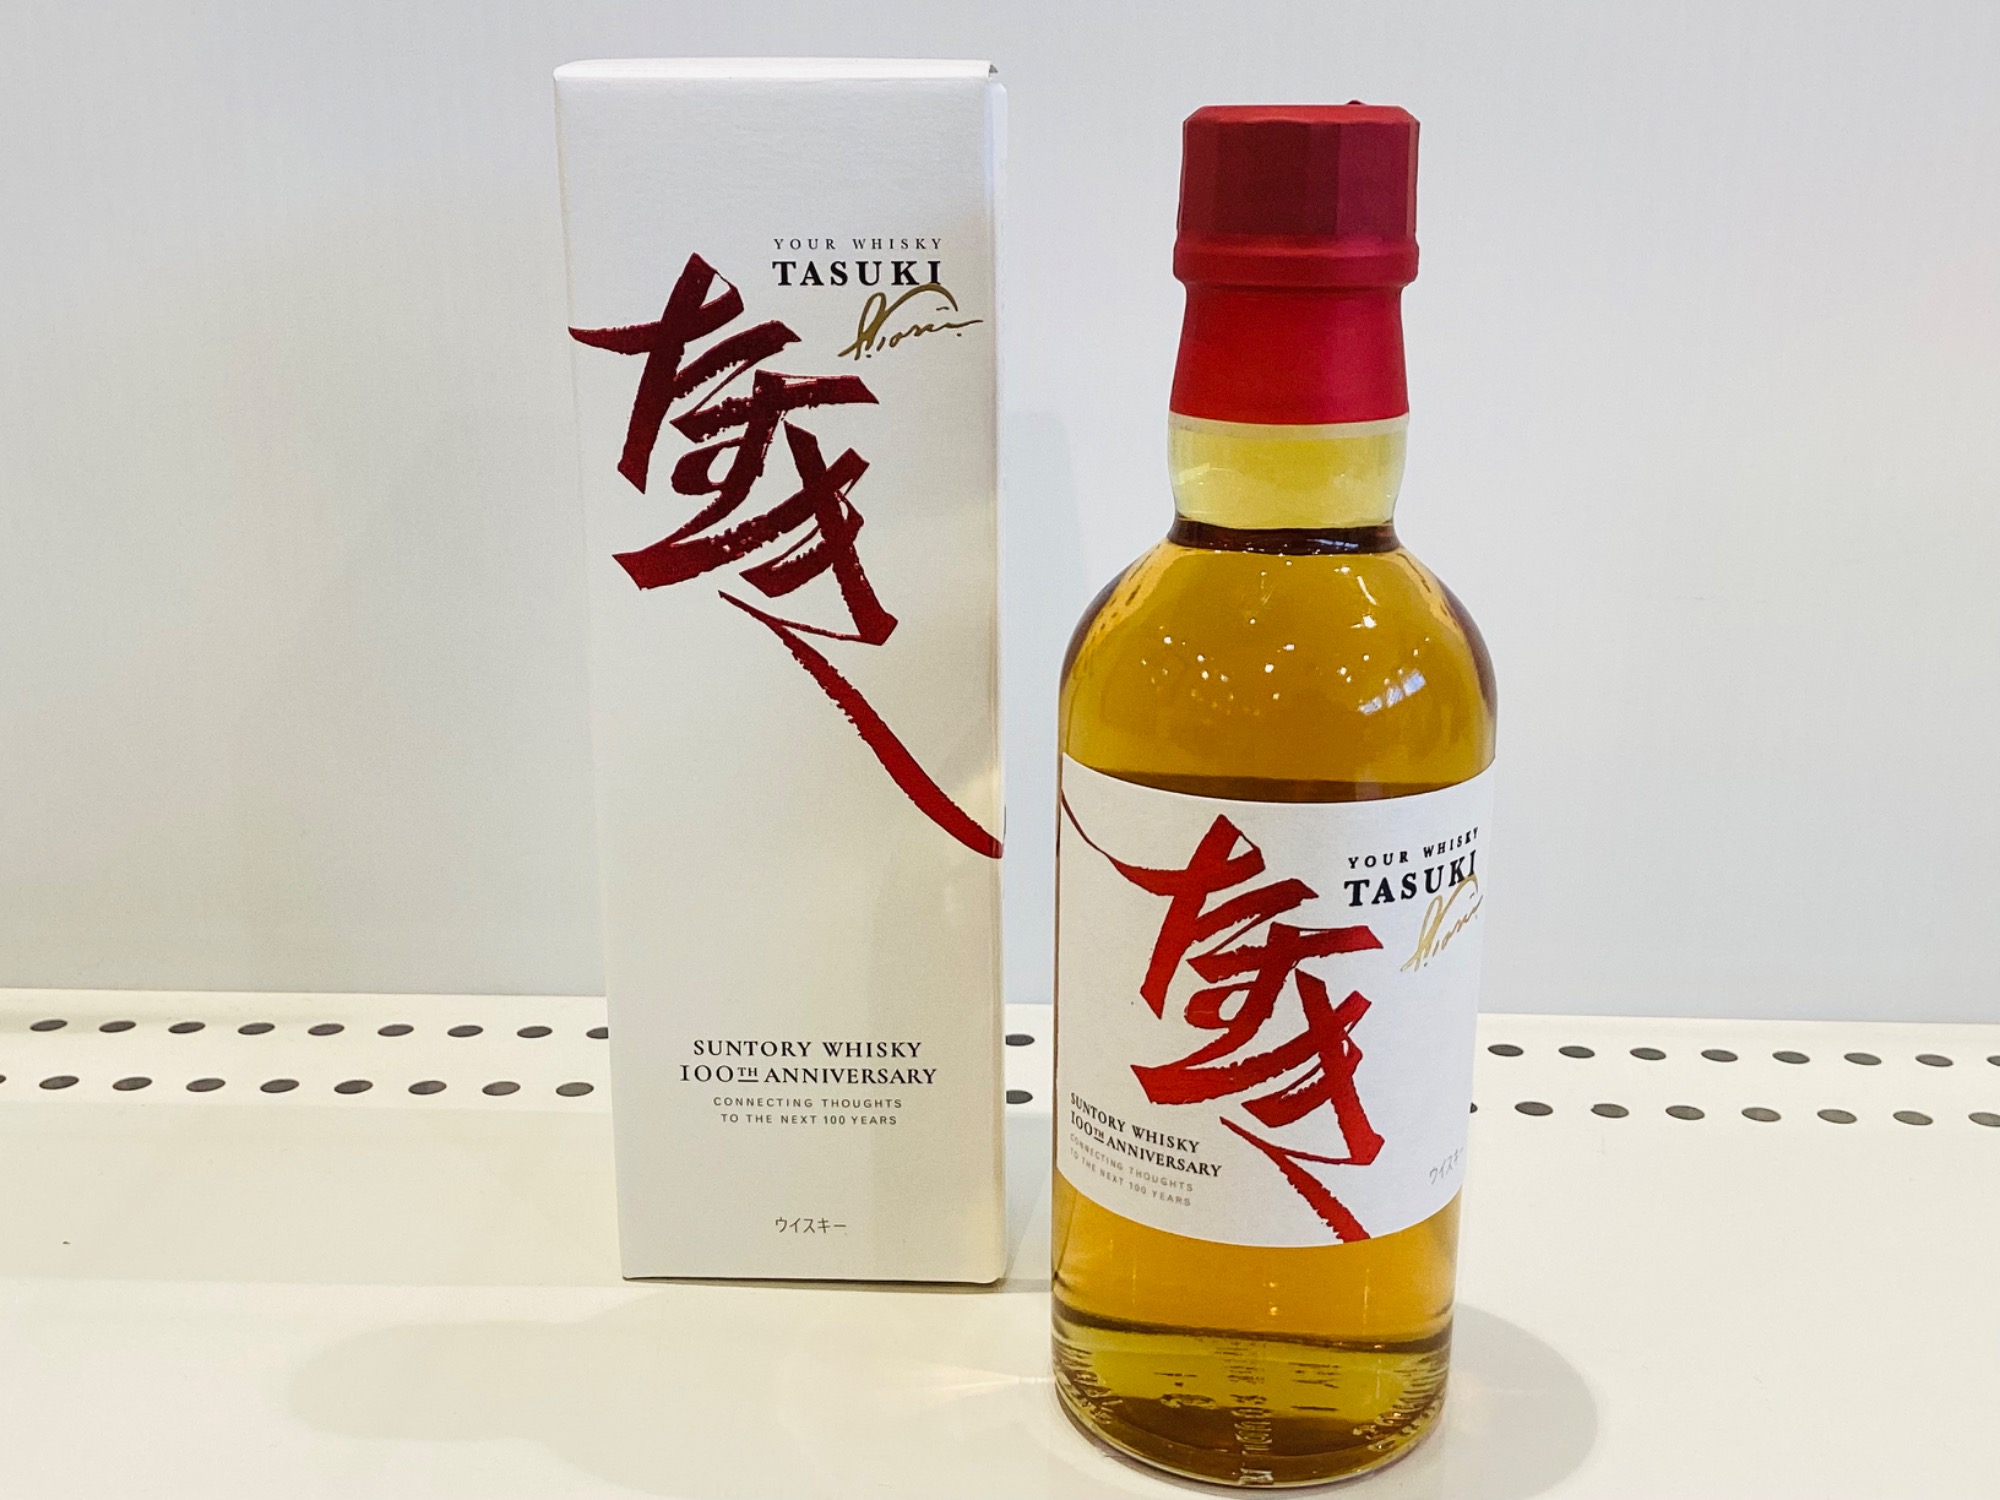 YOUR WHISKY
TASUKI
たすき
SUNTORY WHISKY
100TH ANNIVERSARY
CONNECTING THOUGHTS
TO THE NEXT 100 YEARS
ウイスキー
YOUR WHISKY
TASUKI
たすき
SUNTORY WHISKY
100TH ANNIVERSARY
CONNECTING THOUGHTS
TO THE NEXT 100 YEARS
ウイスキー